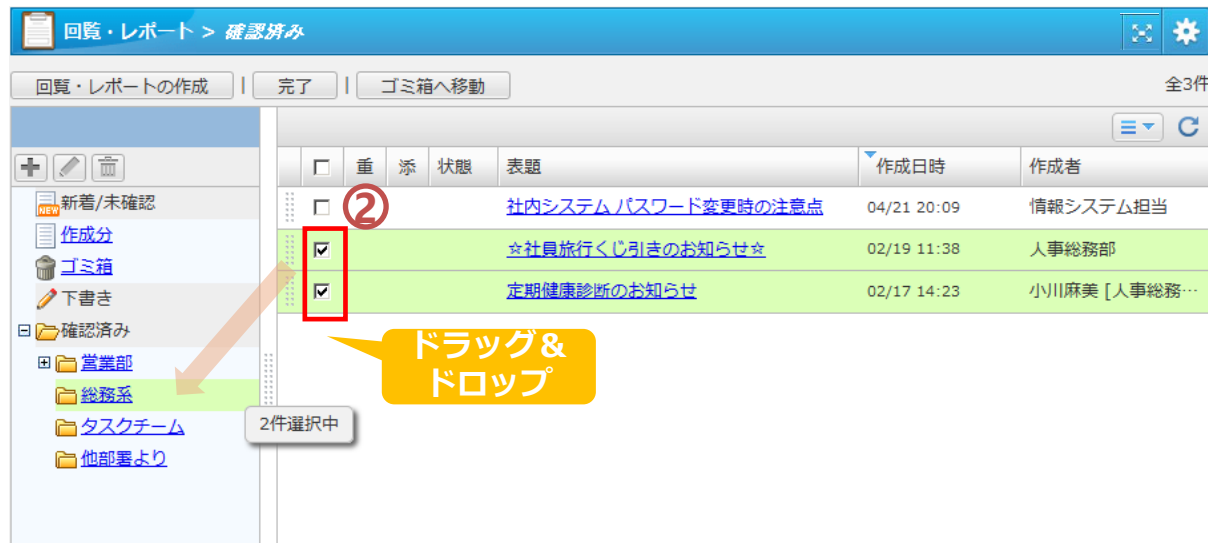 回覧・レポート > 確認済み
回覧・レポートの作成 | 完了 | ゴミ箱へ移動
全3件
重 添 状態 表題 作成日時 作成者
NEW 新着/未確認
作成分
ゴミ箱
下書き
確認済み
営業部
総務系
タスクチーム
他部署より
②
社内システム パスワード変更時の注意点 04/21 20:09 情報システム担当
☆社員旅行くじ引きのお知らせ☆ 02/19 11:38 人事総務部
定期健康診断のお知らせ 02/17 14:23 小川麻美 [人事総務…
ドラッグ&
ドロップ
2件選択中